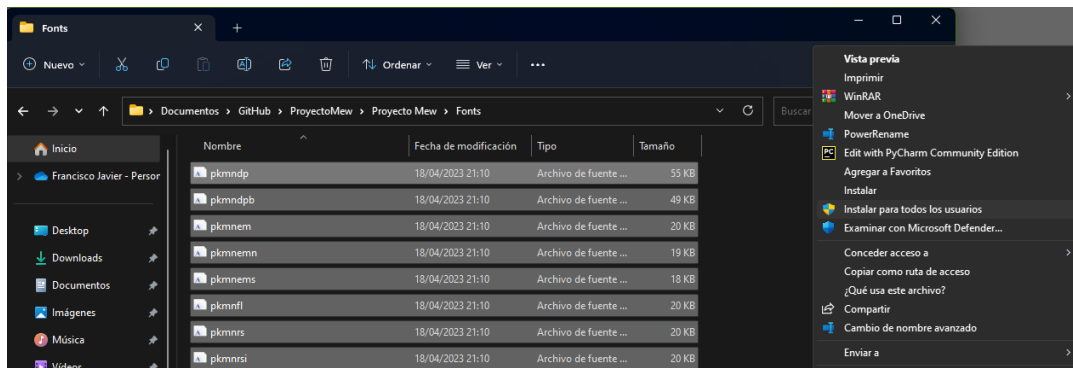 Fonts
Nuevo
Ordenar
Ver
Documentos > GitHub > ProyectoMew > Proyecto Mew > Fonts
Buscar
Inicio
Francisco Javier - Person
Desktop
Downloads
Documentos
Imágenes
Música
Vídeos
Nombre Fecha de modificación Tipo Tamaño
pkmndp 18/04/2023 21:10 Archivo de fuente ... 55 KB
pkmndpb 18/04/2023 21:10 Archivo de fuente ... 49 KB
pkmnem 18/04/2023 21:10 Archivo de fuente ... 20 KB
pkmnemn 18/04/2023 21:10 Archivo de fuente ... 19 KB
pkmnems 18/04/2023 21:10 Archivo de fuente ... 18 KB
pkmnfl 18/04/2023 21:10 Archivo de fuente ... 20 KB
pkmnrs 18/04/2023 21:10 Archivo de fuente ... 20 KB
pkmnrsi 18/04/2023 21:10 Archivo de fuente ... 20 KB
Vista previa
Imprimir
WinRAR
Mover a OneDrive
PowerRename
PC Edit with PyCharm Community Edition
Agregar a Favoritos
Instalar
Instalar para todos los usuarios
Examinar con Microsoft Defender...
Conceder acceso a
Copiar como ruta de acceso
¿Qué usa este archivo?
Compartir
Cambio de nombre avanzado
Enviar a